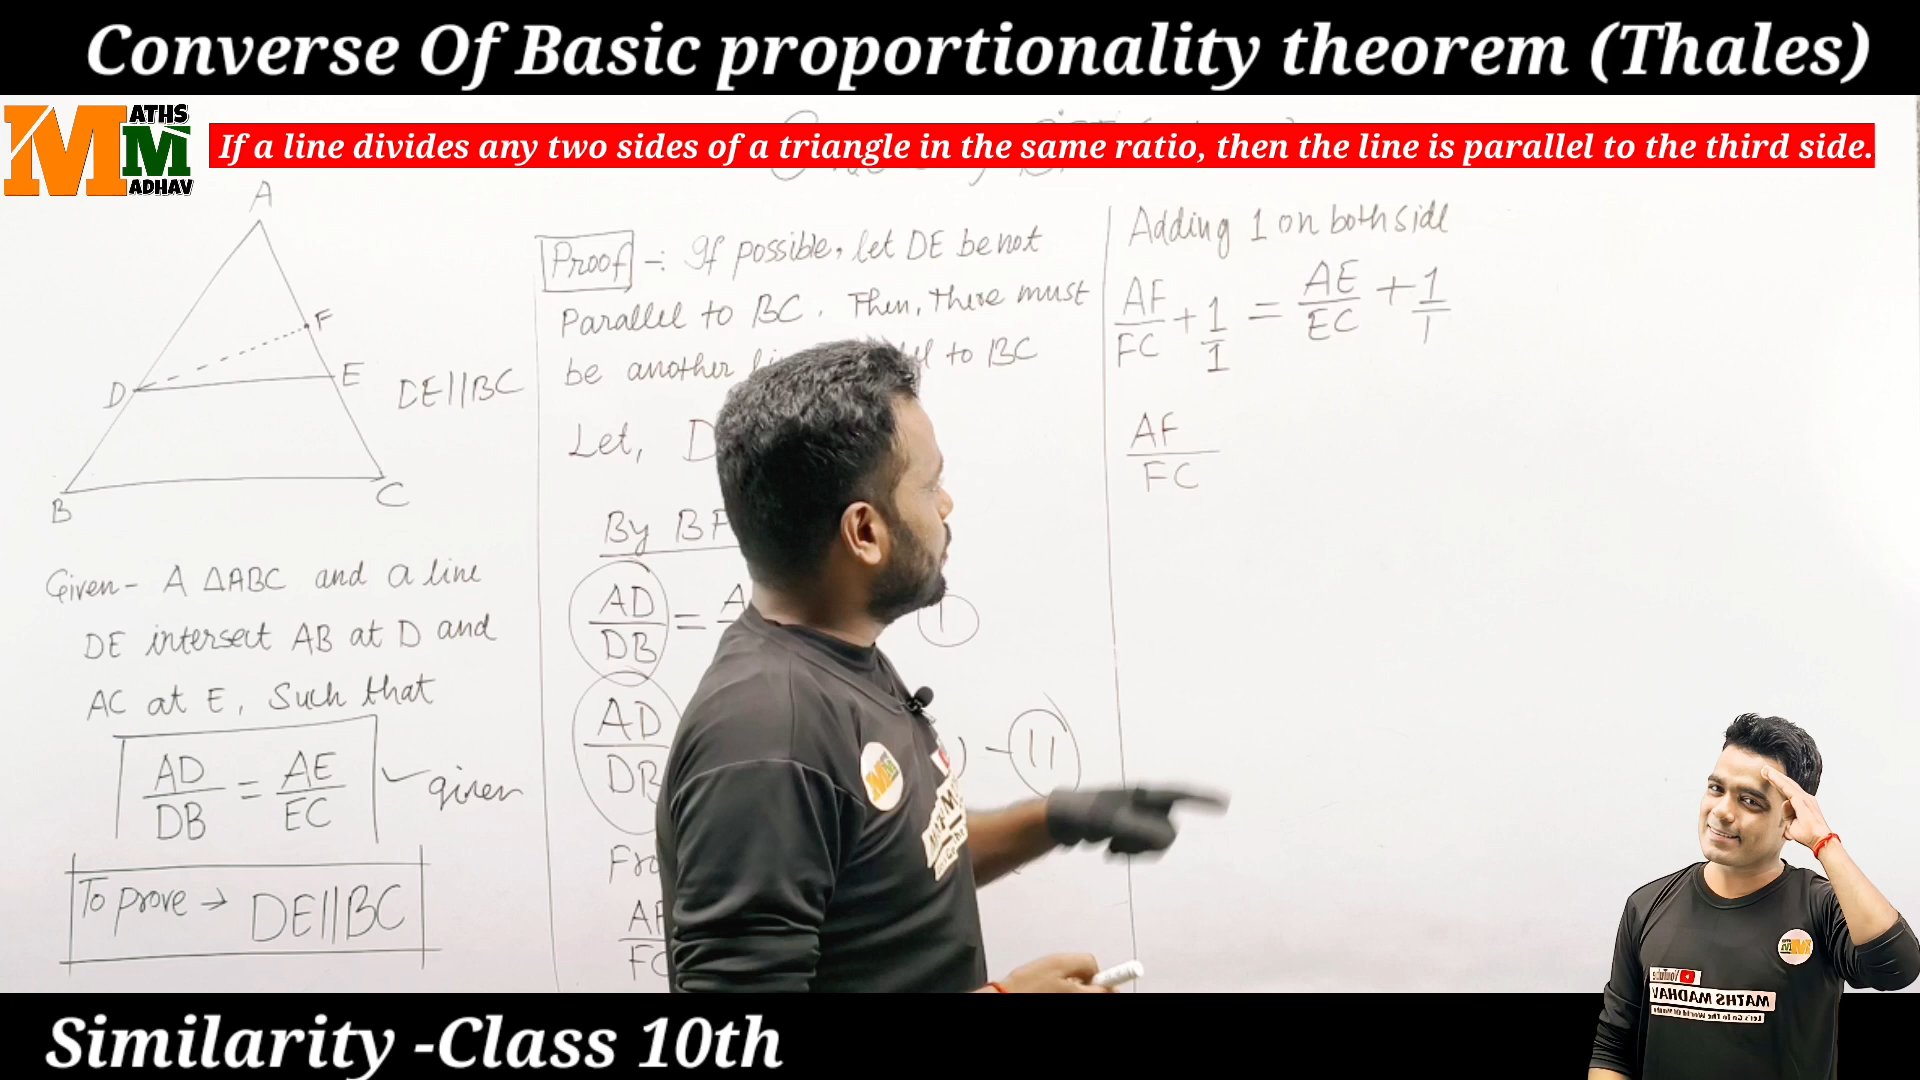 Converse Of Basic proportionality theorem (Thales)
MATHS
MADHAV
If a line divides any two sides of a triangle in the same ratio, then the line is parallel to the third side.
A
F
D
E
DE||BC
B
C
Given- A ΔABC and a line
DE intersect AB at D and
AC at E, Such that
AD/DB = AE/EC given
To prove → DE||BC
Proof -: If possible, let DE be not
Parallel to BC. Then, there must
be another to BC
Let, D
By
AD/DB =
AD
I
II
Adding 1 on both side
AF/FC + 1/1 = AE/EC + 1/1
AF/FC
YouTube
MATHS MADHAV
Similarity -Class 10th